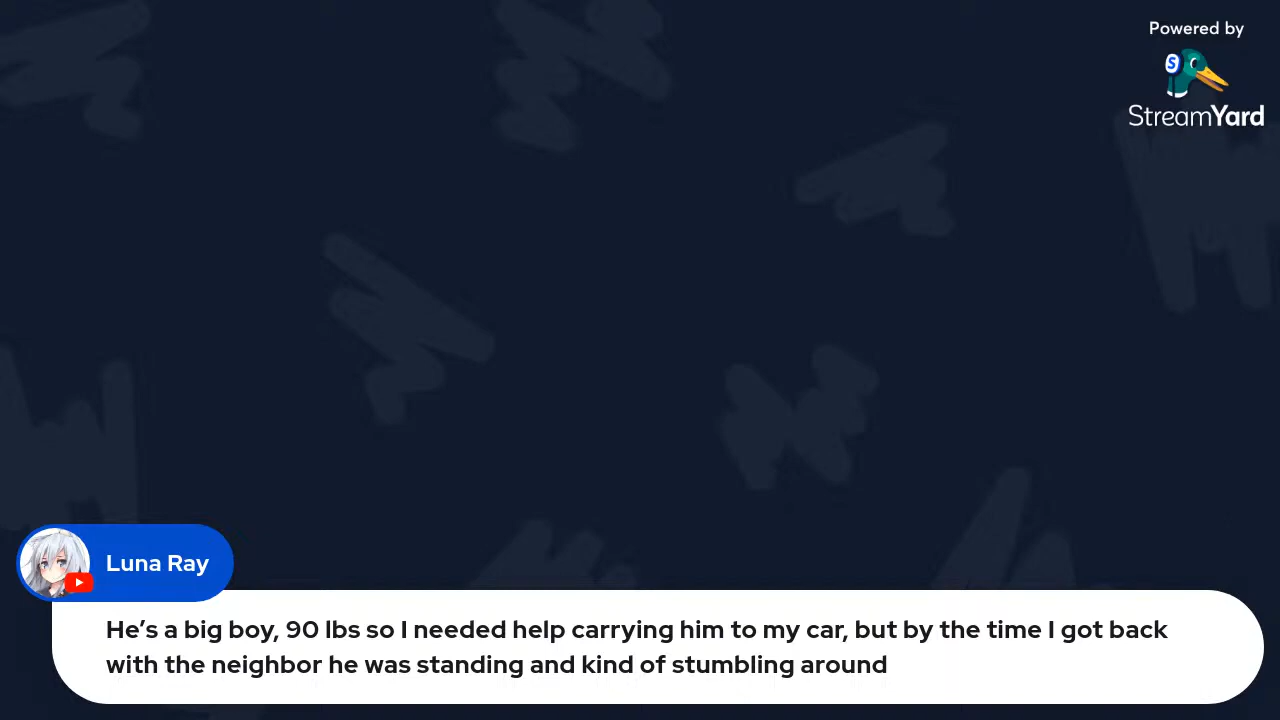 Powered by
S
StreamYard
Luna Ray
He’s a big boy, 90 lbs so I needed help carrying him to my car, but by the time I got back
with the neighbor he was standing and kind of stumbling around